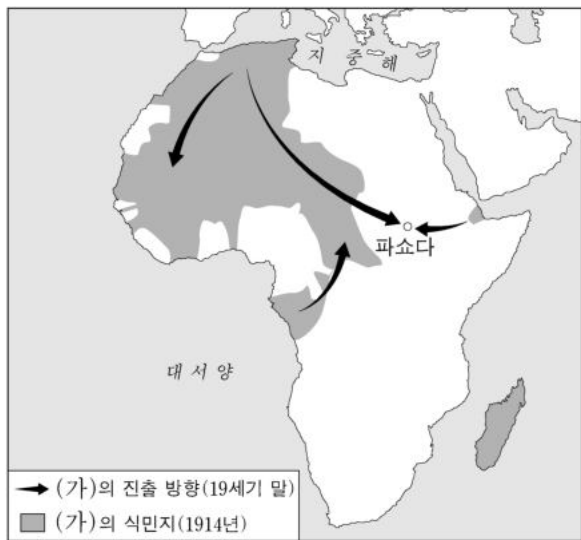 지중해
파쇼다
대서양
(가)의 진출 방향(19세기 말)
(가)의 식민지(1914년)